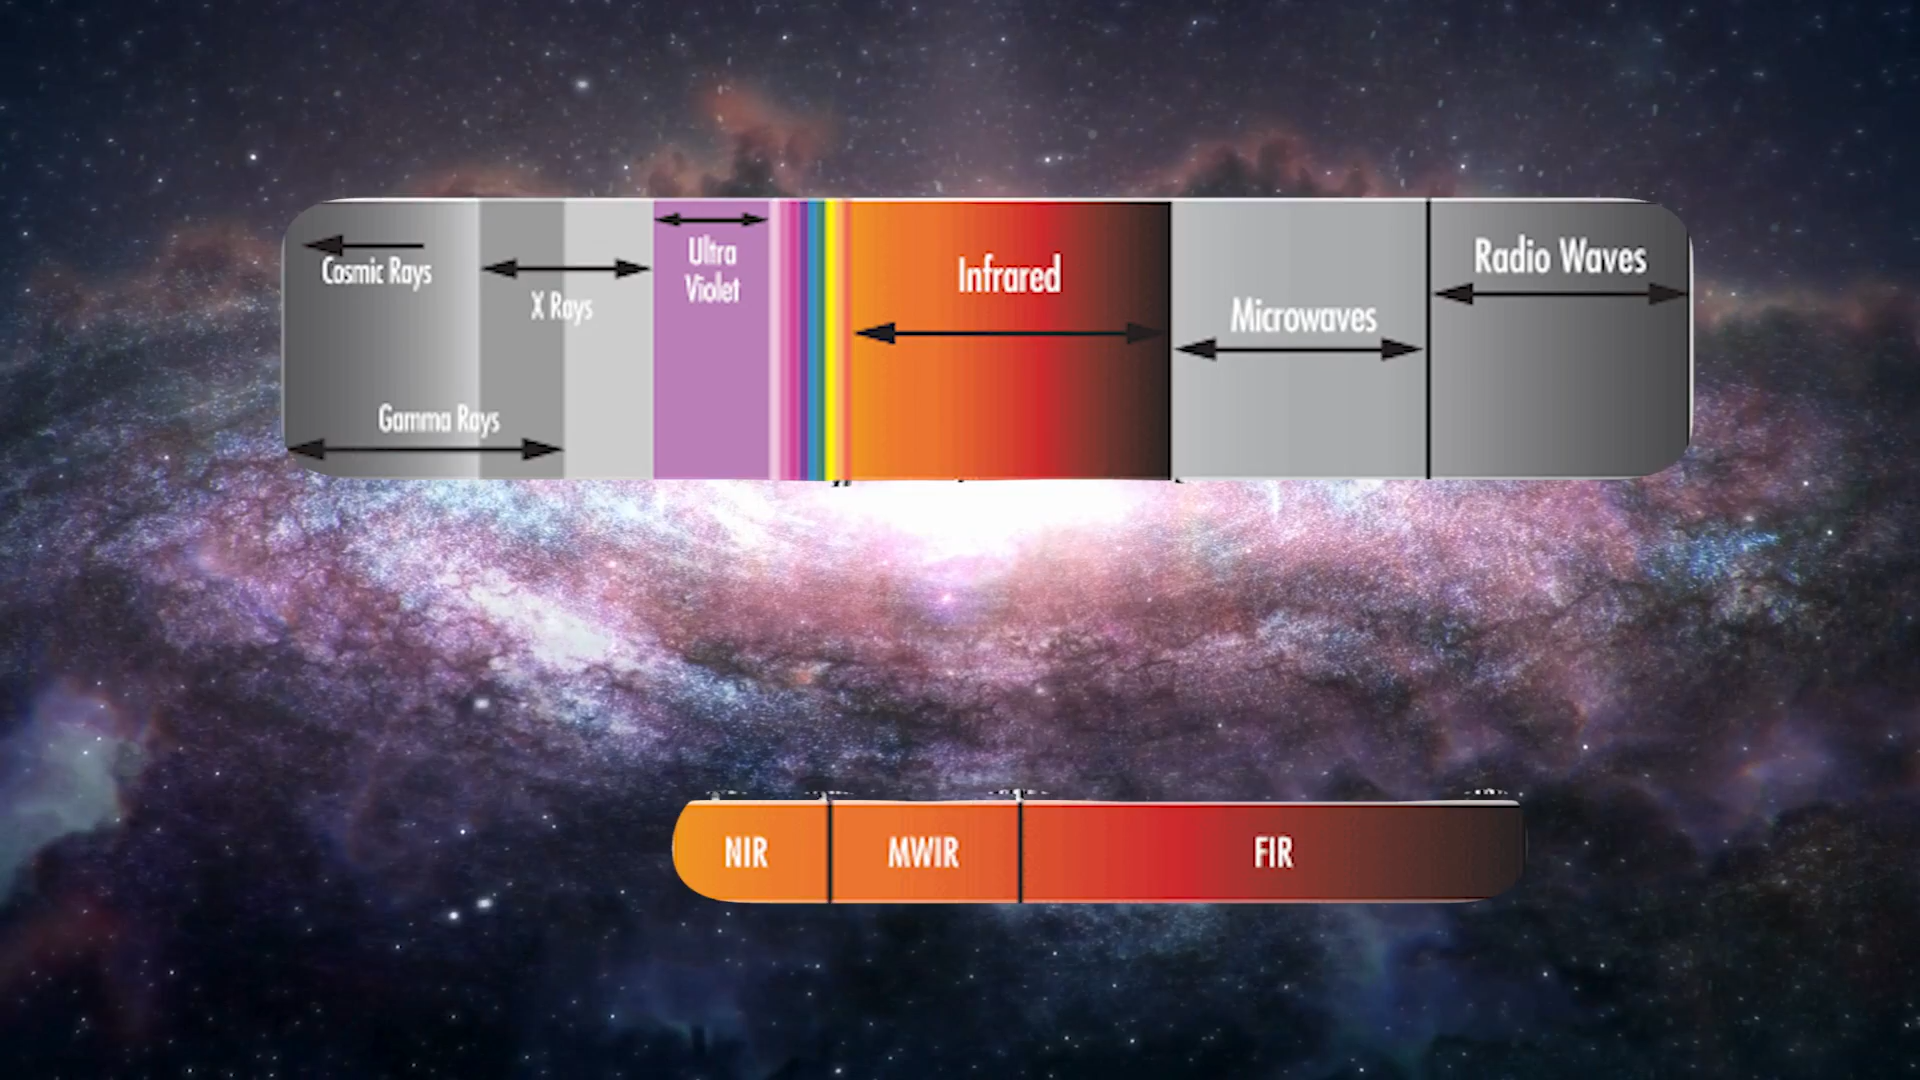 Cosmic Rays
X Rays
Gamma Rays
Ultra
Violet
Infrared
Microwaves
Radio Waves
NIR
MWIR
FIR